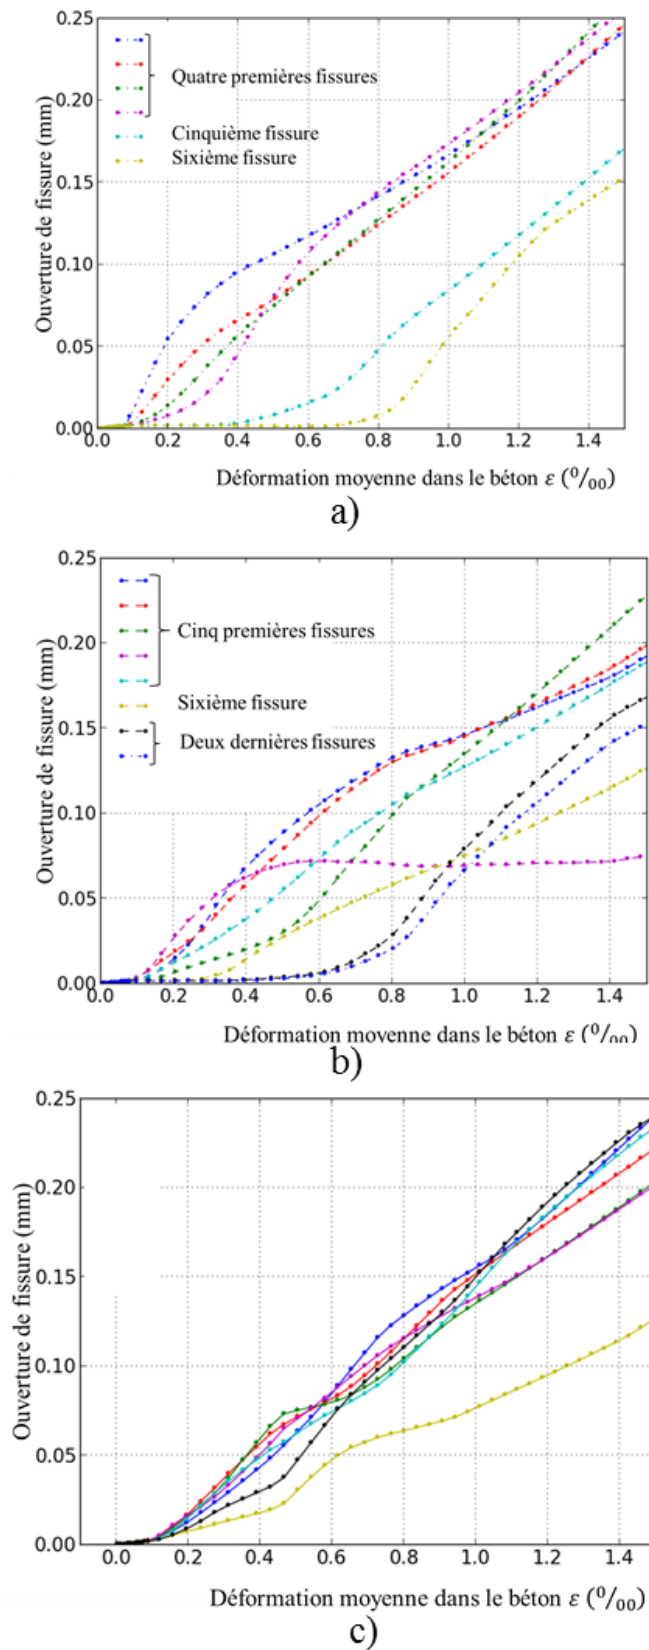 0.25
0.20
0.15
0.10
0.05
0.00
Ouverture de fissure (mm)
Quatre premières fissures
Cinquième fissure
Sixième fissure
0.0 0.2 0.4 0.6 0.8 1.0 1.2 1.4
Déformation moyenne dans le béton ε (⁰/₀₀)
a)
0.25
0.20
0.15
0.10
0.05
0.00
Ouverture de fissure (mm)
Cinq premières fissures
Sixième fissure
Deux dernières fissures
0.0 0.2 0.4 0.6 0.8 1.0 1.2 1.4
Déformation moyenne dans le béton ε (⁰/₀₀)
b)
0.25
0.20
0.15
0.10
0.05
0.00
Ouverture de fissure (mm)
0.0 0.2 0.4 0.6 0.8 1.0 1.2 1.4
Déformation moyenne dans le béton ε (⁰/₀₀)
c)